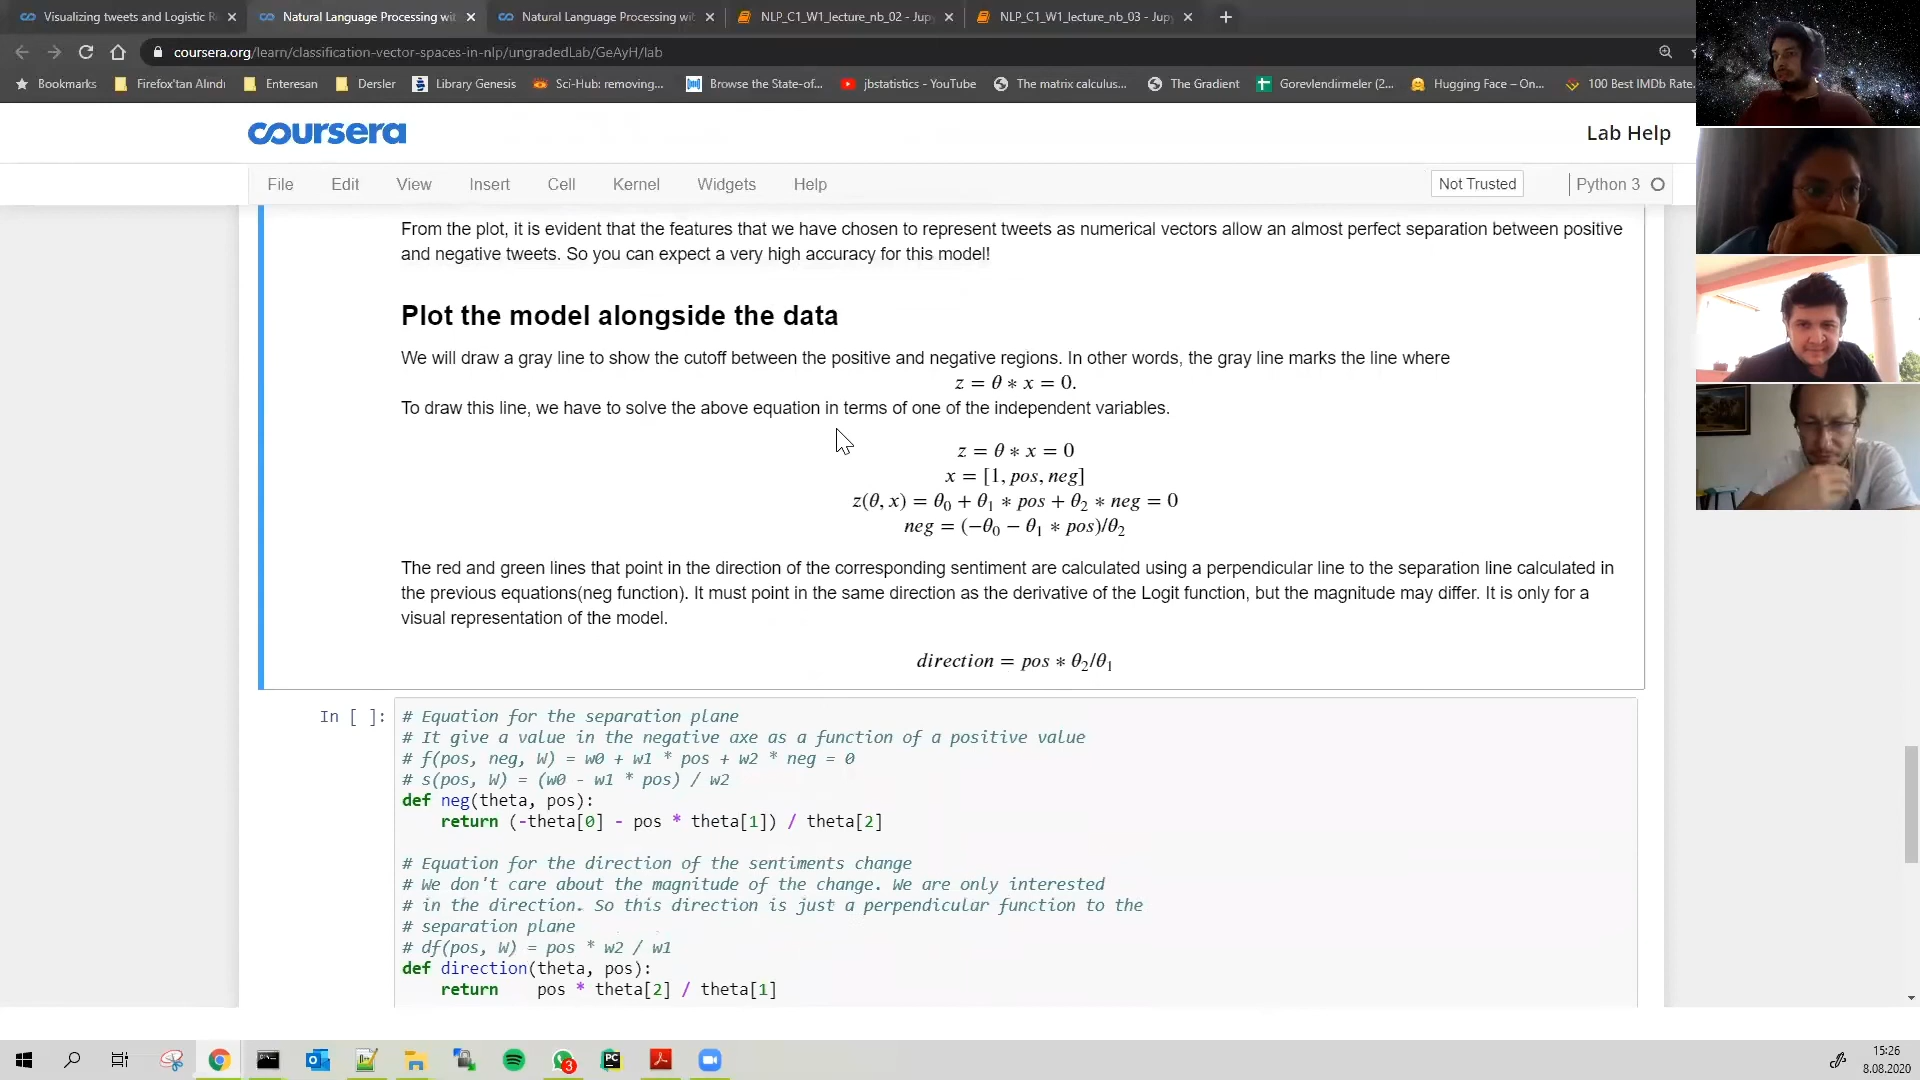 Visualizing tweets and Logistic R
Natural Language Processing wit
Natural Language Processing wit
NLP_C1_W1_lecture_nb_02 - Jup
NLP_C1_W1_lecture_nb_03 - Jup
coursera.org/learn/classification-vector-spaces-in-nlp/ungradedLab/GeAyH/lab
Bookmarks
Firefox'tan Alındı
Enteresan
Dersler
Library Genesis
Sci-Hub: removing...
Browse the State-of...
jbstatistics - YouTube
The matrix calculus...
The Gradient
Gorevlendirmeler (2...
Hugging Face – On...
100 Best IMDb Rate
coursera
Lab Help
File Edit View Insert Cell Kernel Widgets Help
Not Trusted
Python 3
From the plot, it is evident that the features that we have chosen to represent tweets as numerical vectors allow an almost perfect separation between positive
and negative tweets. So you can expect a very high accuracy for this model!
Plot the model alongside the data
We will draw a gray line to show the cutoff between the positive and negative regions. In other words, the gray line marks the line where
z = θ ∗ x = 0.
To draw this line, we have to solve the above equation in terms of one of the independent variables.
z = θ ∗ x = 0
x = [1, pos, neg]
z(θ, x) = θ₀ + θ₁ ∗ pos + θ₂ ∗ neg = 0
neg = (−θ₀ − θ₁ ∗ pos)/θ₂
The red and green lines that point in the direction of the corresponding sentiment are calculated using a perpendicular line to the separation line calculated in
the previous equations(neg function). It must point in the same direction as the derivative of the Logit function, but the magnitude may differ. It is only for a
visual representation of the model.
direction = pos ∗ θ₂/θ₁
In [ ]:
# Equation for the separation plane
# It give a value in the negative axe as a function of a positive value
# f(pos, neg, W) = w0 + w1 * pos + w2 * neg = 0
# s(pos, W) = (w0 - w1 * pos) / w2
def neg(theta, pos):
    return (-theta[0] - pos * theta[1]) / theta[2]
# Equation for the direction of the sentiments change
# We don't care about the magnitude of the change. We are only interested
# in the direction. So this direction is just a perpendicular function to the
# separation plane
# df(pos, W) = pos * w2 / w1
def direction(theta, pos):
    return    pos * theta[2] / theta[1]
3
PC
15:26
8.08.2020